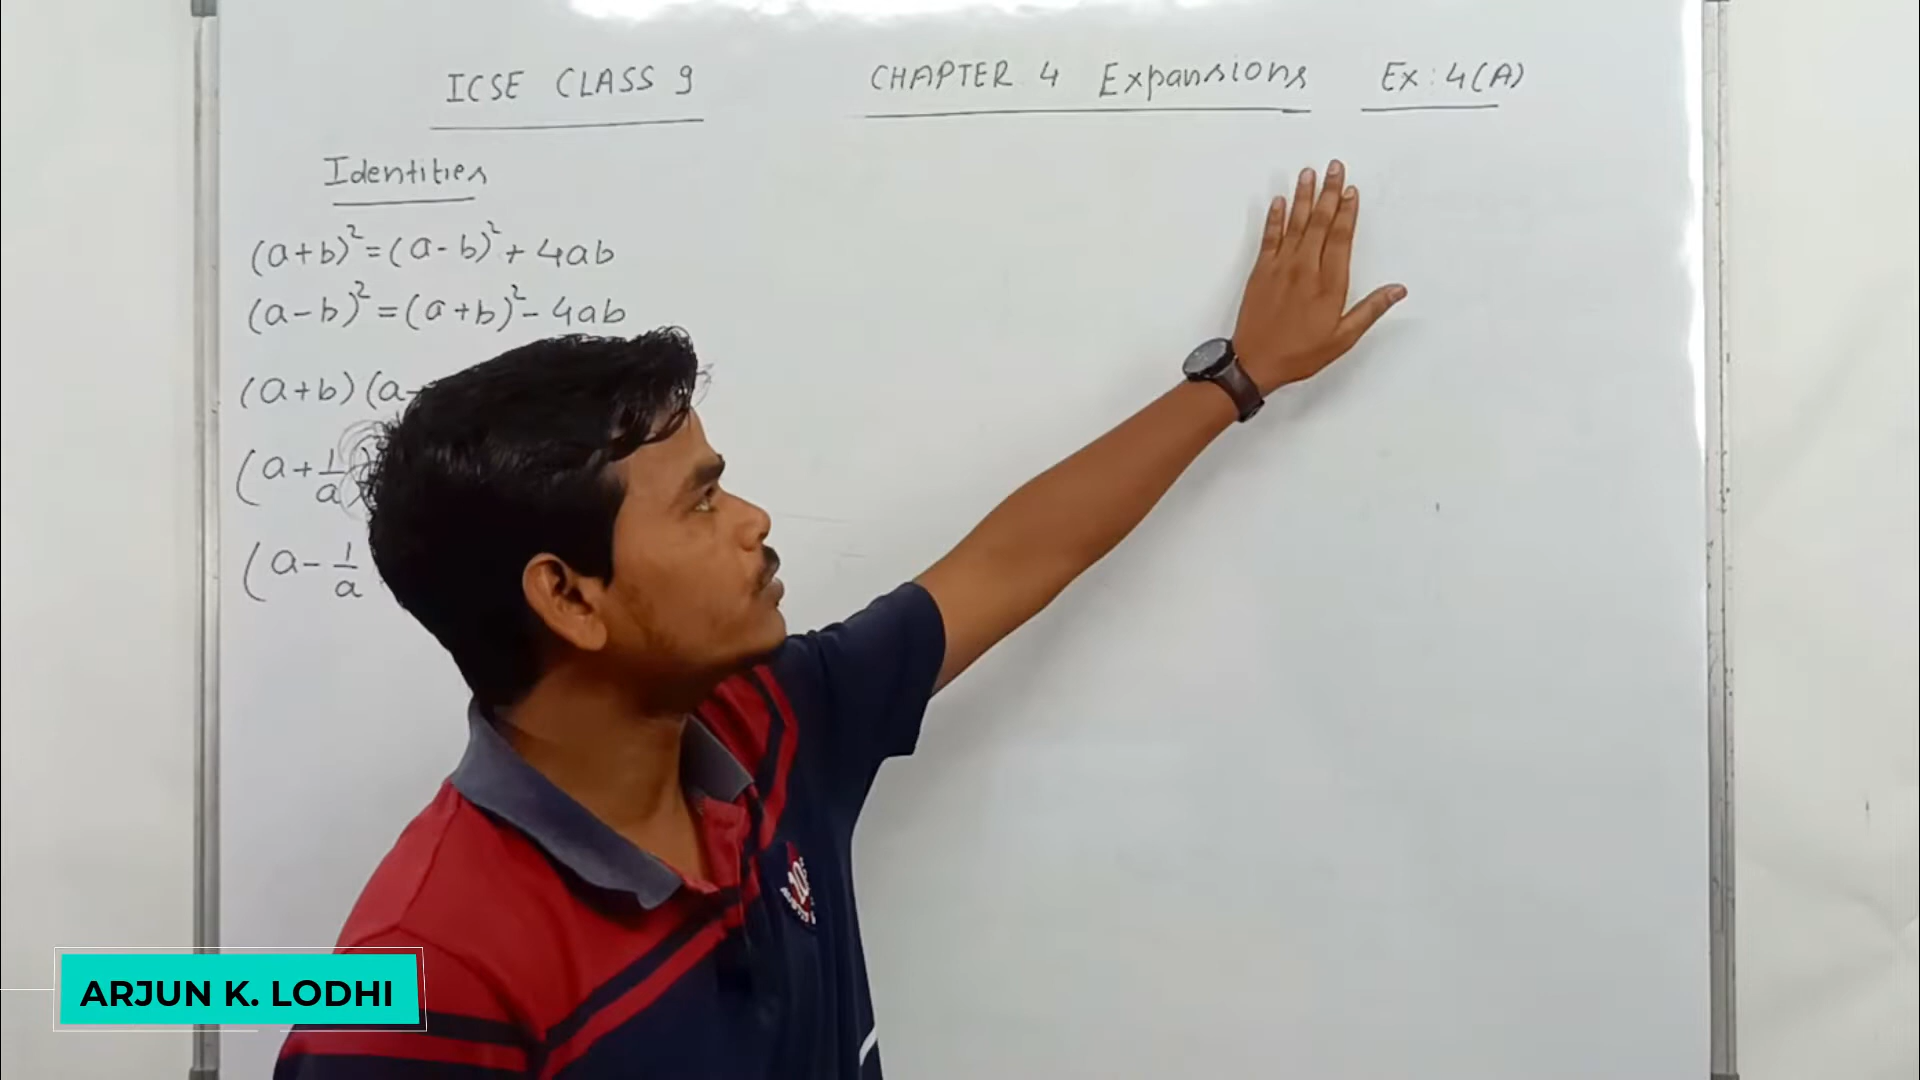 ICSE CLASS 9 CHAPTER 4 Expansions Ex: 4(A)
Identities
(a+b)² = (a-b)² + 4ab
(a-b)² = (a+b)² - 4ab
(a+b)(a-
(a+1/a)
(a-1/a
ARJUN K. LODHI